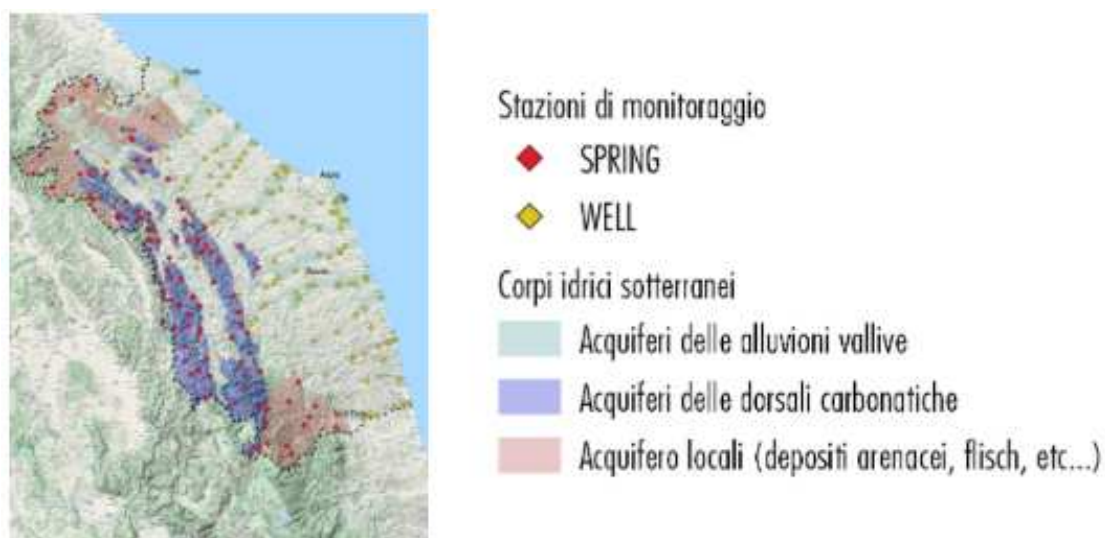 Stazioni di monitoraggio
SPRING
WELL
Corpi idrici sotterranei
Acquiferi delle alluvioni vallive
Acquiferi delle dorsali carbonatiche
Acquifero locali (depositi arenacei, flisch, etc...)